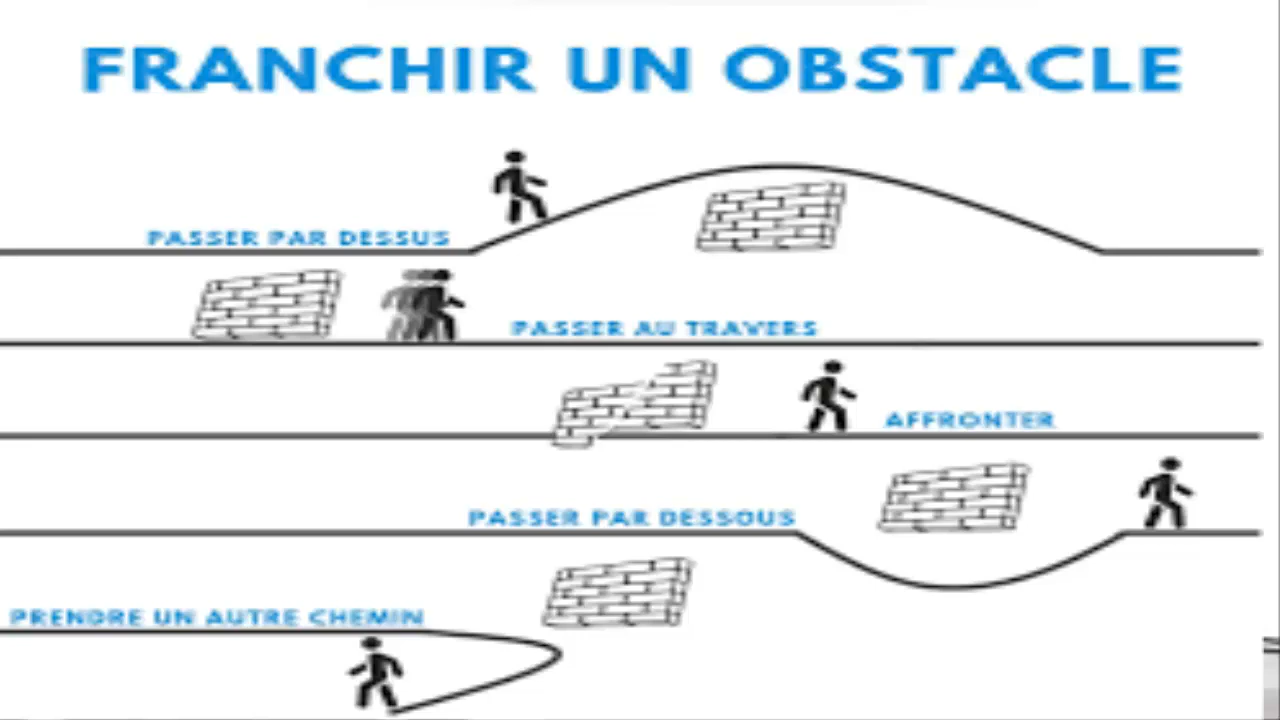 FRANCHIR UN OBSTACLE
PASSER PAR DESSUS
PASSER AU TRAVERS
AFFRONTER
PASSER PAR DESSOUS
PRENDRE UN AUTRE CHEMIN